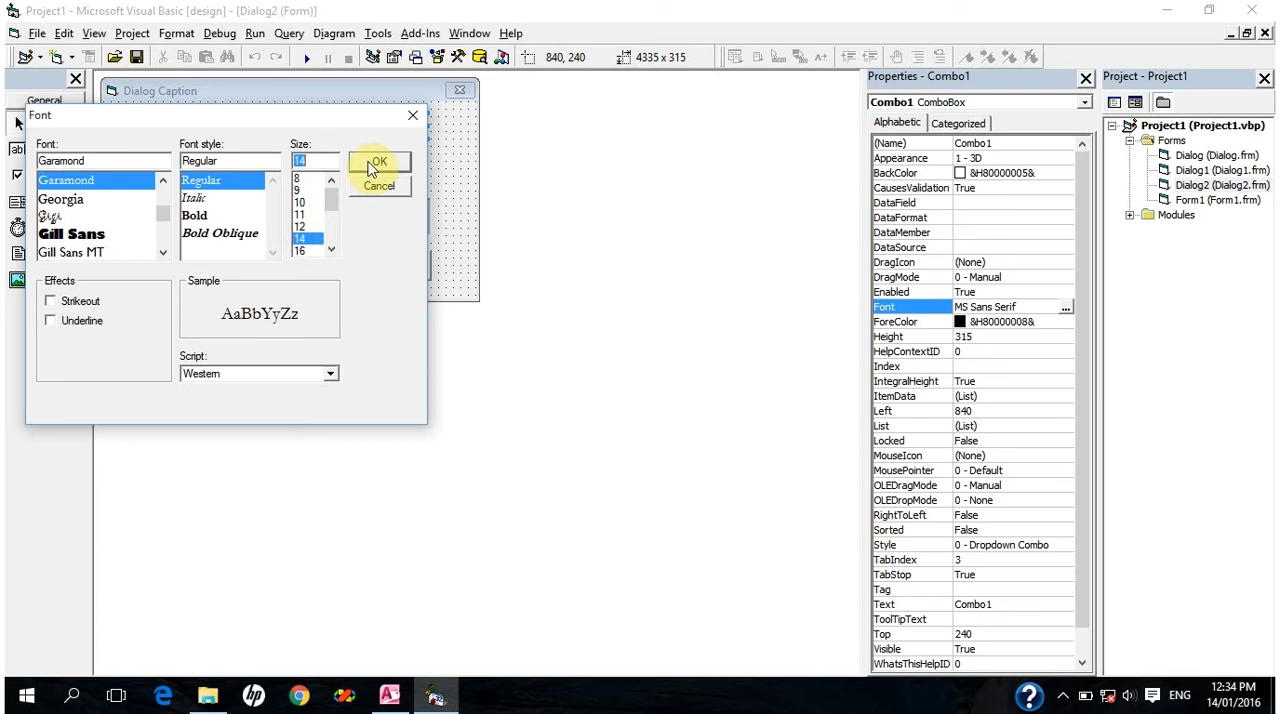 Project1 - Microsoft Visual Basic [design] - [Dialog2 (Form)]
File Edit View Project Format Debug Run Query Diagram Tools Add-Ins Window Help
840, 240 4335 x 315
General
Dialog Caption
Font
Font: Font style: Size:
Garamond Regular 14 OK
Cancel
Garamond Regular 8
Georgia Italic 9
Gigi Bold 10
Gill Sans Bold Oblique 11
Gill Sans MT 12
14
16
Effects Sample
Strikeout AaBbYyZz
Underline
Script:
Western
Properties - Combo1
Combo1 ComboBox
Alphabetic Categorized
(Name) Combo1
Appearance 1 - 3D
BackColor &H80000005&
CausesValidation True
DataField
DataFormat
DataMember
DataSource
DragIcon (None)
DragMode 0 - Manual
Enabled True
Font MS Sans Serif ...
ForeColor &H80000008&
Height 315
HelpContextID 0
Index
IntegralHeight True
ItemData (List)
Left 840
List (List)
Locked False
MouseIcon (None)
MousePointer 0 - Default
OLEDragMode 0 - Manual
OLEDropMode 0 - None
RightToLeft False
Sorted False
Style 0 - Dropdown Combo
TabIndex 3
TabStop True
Tag
Text Combo1
ToolTipText
Top 240
Visible True
WhatsThisHelpID 0
Project - Project1
Project1 (Project1.vbp)
Forms
Dialog (Dialog.frm)
Dialog1 (Dialog1.frm)
Dialog2 (Dialog2.frm)
Form1 (Form1.frm)
Modules
hp
ENG
12:34 PM
14/01/2016